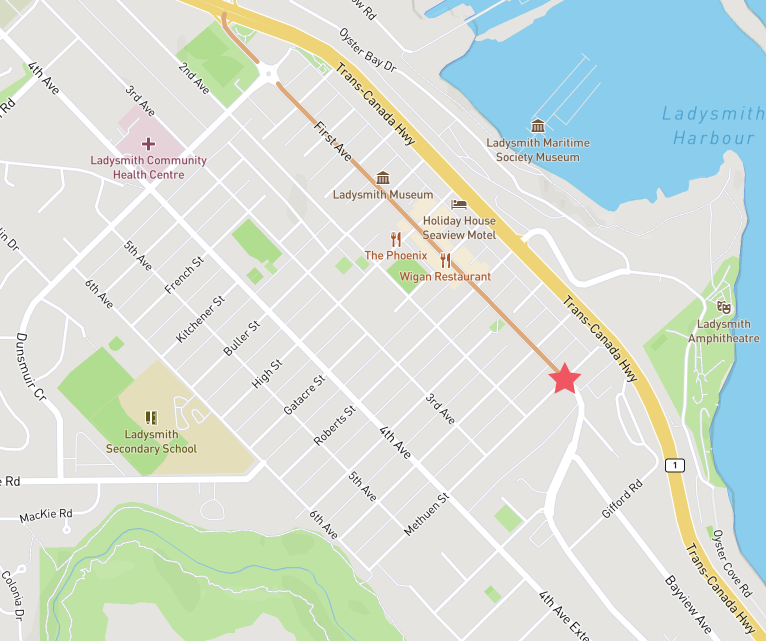 ow Rd
Oyster Bay Dr
4th Ave
2nd Ave
Trans-Canada Hwy
3rd Ave
Rd
First Ave
Ladysmith
Harbour
Ladysmith Maritime
Society Museum
Ladysmith Community
Health Centre
Ladysmith Museum
Holiday House
Seaview Motel
lin Dr
5th Ave
The Phoenix
French St
Wigan Restaurant
6th Ave
Kitchener St
Trans-Canada Hwy
Ladysmith
Amphitheatre
Buller St
Dunsmuir Cr
High St
Gatacre St
3rd Ave
Roberts St
4th Ave
Ladysmith
Secondary School
1
e Rd
5th Ave
Gifford Rd
MacKie Rd
Methuen St
6th Ave
Oyster Cove Rd
Trans-Canada Hwy
Colonia Dr
4th Ave Exte
Bayview Ave